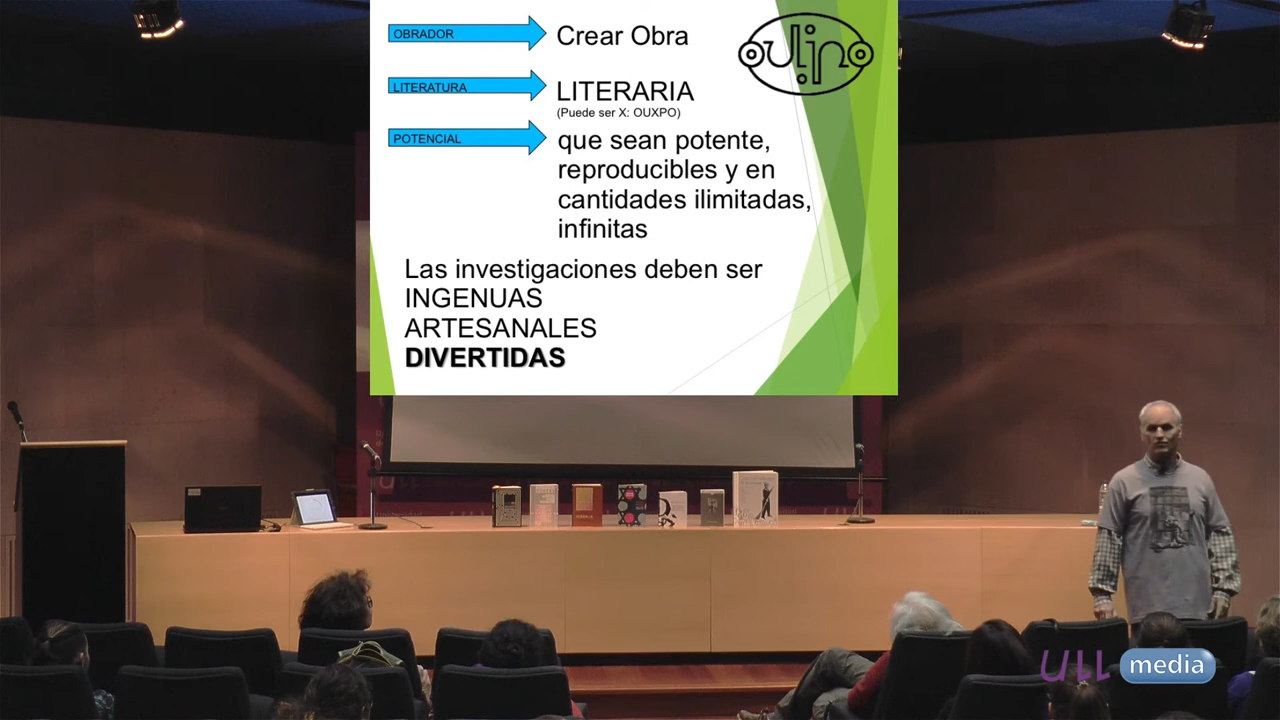 OBRADOR
Crear Obra
OULIPO
LITERATURA
LITERARIA
(Puede ser X: OUXPO)
POTENCIAL
que sean potente,
reproducibles y en
cantidades ilimitadas,
infinitas
Las investigaciones deben ser
INGENUAS
ARTESANALES
DIVERTIDAS
ULL media